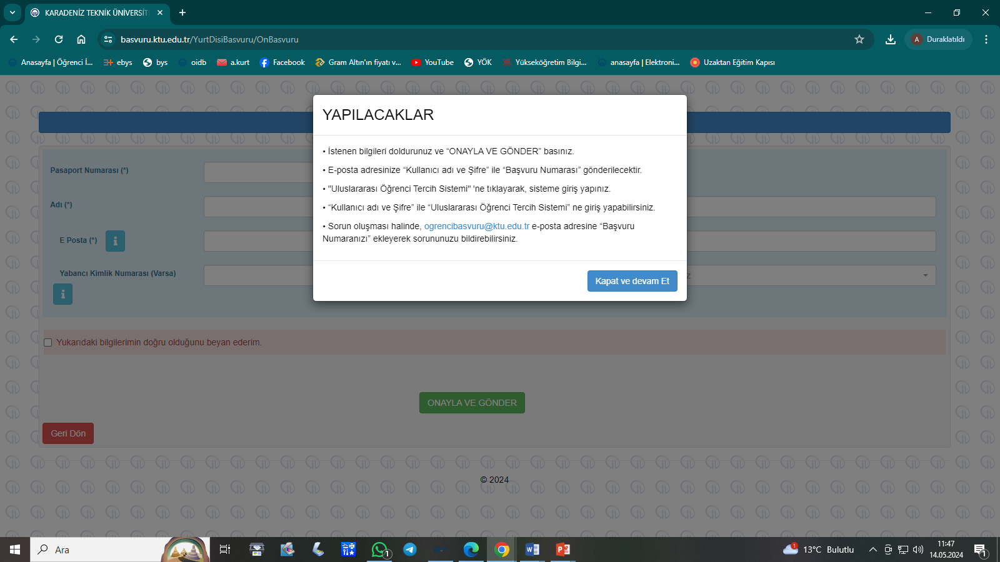 KARADENİZ TEKNİK ÜNİVERSİT
basvuru.ktu.edu.tr/YurtDisiBasvuru/OnBasvuru
A Duraklatıldı
Anasayfa | Öğrenci İ...
ebys
bys
oidb
a.kurt
Facebook
Gram Altın'ın fiyatı v...
YouTube
YÖK
Yükseköğretim Bilgi...
anasayfa | Elektroni...
Uzaktan Eğitim Kapısı
YAPILACAKLAR
• İstenen bilgileri doldurunuz ve “ONAYLA VE GÖNDER” basınız.
• E-posta adresinize “Kullanıcı adı ve Şifre” ile “Başvuru Numarası” gönderilecektir.
• "Uluslararası Öğrenci Tercih Sistemi" 'ne tıklayarak, sisteme giriş yapınız.
• “Kullanıcı adı ve Şifre” ile “Uluslararası Öğrenci Tercih Sistemi” ne giriş yapabilirsiniz.
• Sorun oluşması halinde, ogrencibasvuru@ktu.edu.tr e-posta adresine “Başvuru
Numaranızı” ekleyerek sorununuzu bildirebilirsiniz.
Kapat ve devam Et
Pasaport Numarası (*)
Adı (*)
E Posta (*)
Yabancı Kimlik Numarası (Varsa)
Yukarıdaki bilgilerimin doğru olduğunu beyan ederim.
ONAYLA VE GÖNDER
Geri Dön
© 2024
Ara
1
1
13°C Bulutlu
11:47
14.05.2024
1